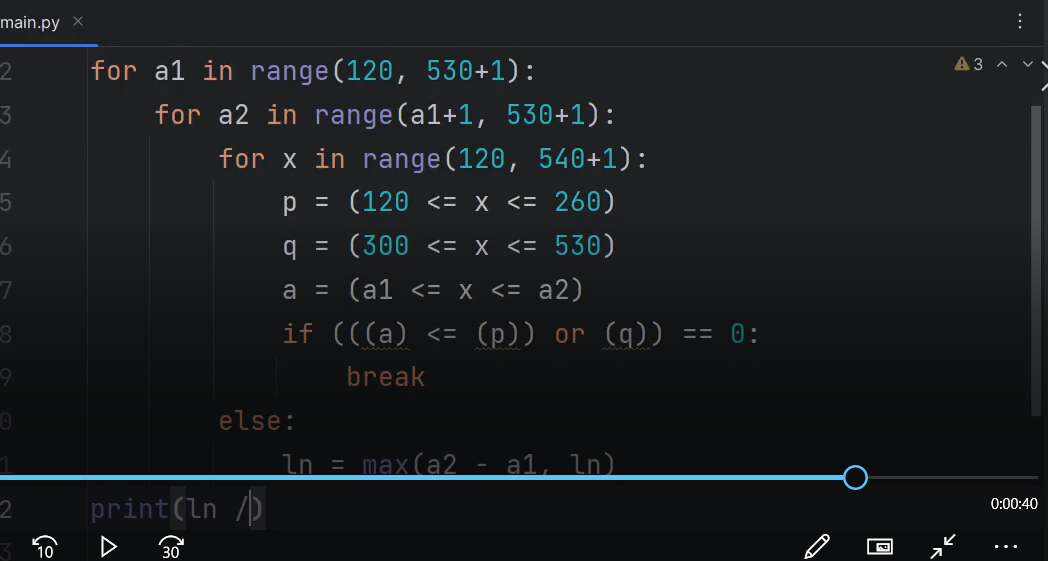 main.py ×
3
2 for a1 in range(120, 530+1):
3 for a2 in range(a1+1, 530+1):
4 for x in range(120, 540+1):
5 p = (120 <= x <= 260)
6 q = (300 <= x <= 530)
7 a = (a1 <= x <= a2)
8 if (((a) <= (p)) or (q)) == 0:
9 break
0 else:
1 ln = max(a2 - a1, ln)
2 print(ln /)
3
0:00:40
10
30